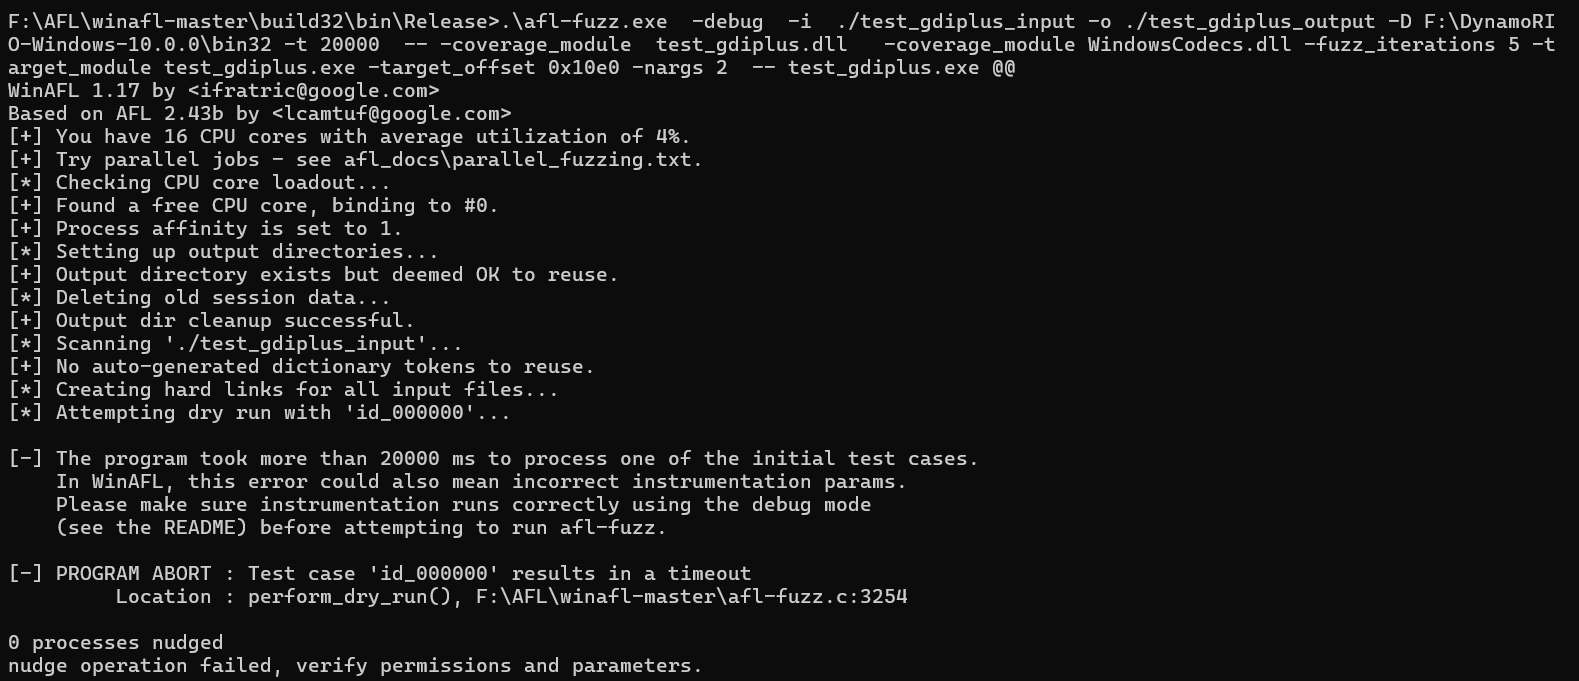 F:\AFL\winafl-master\build32\bin\Release>.\afl-fuzz.exe  -debug  -i  ./test_gdiplus_input -o ./test_gdiplus_output -D F:\DynamoRI
O-Windows-10.0.0\bin32 -t 20000  -- -coverage_module  test_gdiplus.dll   -coverage_module WindowsCodecs.dll -fuzz_iterations 5 -t
arget_module test_gdiplus.exe -target_offset 0x10e0 -nargs 2  -- test_gdiplus.exe @@
WinAFL 1.17 by <ifratric@google.com>
Based on AFL 2.43b by <lcamtuf@google.com>
[+] You have 16 CPU cores with average utilization of 4%.
[+] Try parallel jobs - see afl_docs\parallel_fuzzing.txt.
[*] Checking CPU core loadout...
[+] Found a free CPU core, binding to #0.
[+] Process affinity is set to 1.
[*] Setting up output directories...
[+] Output directory exists but deemed OK to reuse.
[*] Deleting old session data...
[+] Output dir cleanup successful.
[*] Scanning './test_gdiplus_input'...
[+] No auto-generated dictionary tokens to reuse.
[*] Creating hard links for all input files...
[*] Attempting dry run with 'id_000000'...
[-] The program took more than 20000 ms to process one of the initial test cases.
    In WinAFL, this error could also mean incorrect instrumentation params.
    Please make sure instrumentation runs correctly using the debug mode
    (see the README) before attempting to run afl-fuzz.
[-] PROGRAM ABORT : Test case 'id_000000' results in a timeout
         Location : perform_dry_run(), F:\AFL\winafl-master\afl-fuzz.c:3254
0 processes nudged
nudge operation failed, verify permissions and parameters.